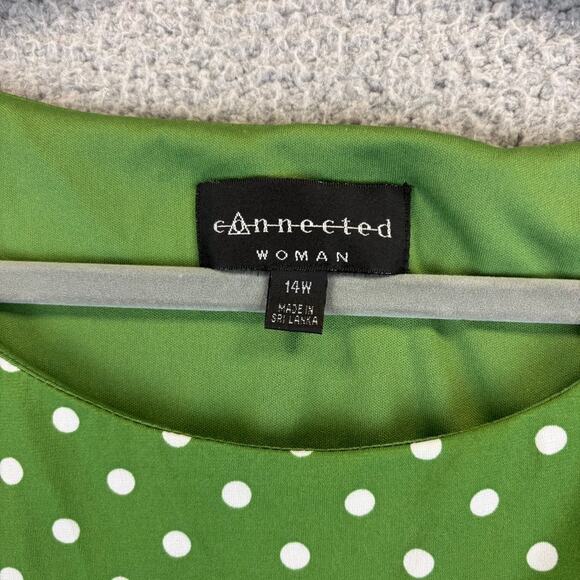 connected
WOMAN
14W
MADE IN
SRI LANKA